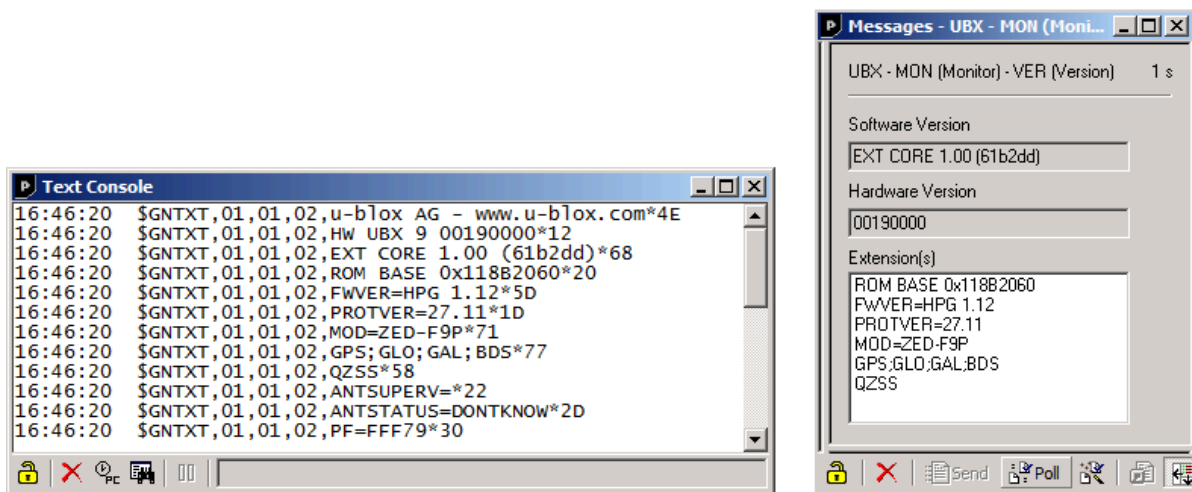 Text Console
16:46:20 $GNTXT,01,01,02,u-blox AG - www.u-blox.com*4E
16:46:20 $GNTXT,01,01,02,HW UBX 9 00190000*12
16:46:20 $GNTXT,01,01,02,EXT CORE 1.00 (61b2dd)*68
16:46:20 $GNTXT,01,01,02,ROM BASE 0x118B2060*20
16:46:20 $GNTXT,01,01,02,FWVER=HPG 1.12*5D
16:46:20 $GNTXT,01,01,02,PROTVER=27.11*1D
16:46:20 $GNTXT,01,01,02,MOD=ZED-F9P*71
16:46:20 $GNTXT,01,01,02,GPS;GLO;GAL;BDS*77
16:46:20 $GNTXT,01,01,02,QZSS*58
16:46:20 $GNTXT,01,01,02,ANTSUPERV=*22
16:46:20 $GNTXT,01,01,02,ANTSTATUS=DONTKNOW*2D
16:46:20 $GNTXT,01,01,02,PF=FFF79*30
PC
Messages - UBX - MON (Moni...
UBX - MON (Monitor) - VER (Version) 1 s
Software Version
EXT CORE 1.00 (61b2dd)
Hardware Version
00190000
Extension(s)
ROM BASE 0x118B2060
FWVER=HPG 1.12
PROTVER=27.11
MOD=ZED-F9P
GPS;GLO;GAL;BDS
QZSS
Send Poll